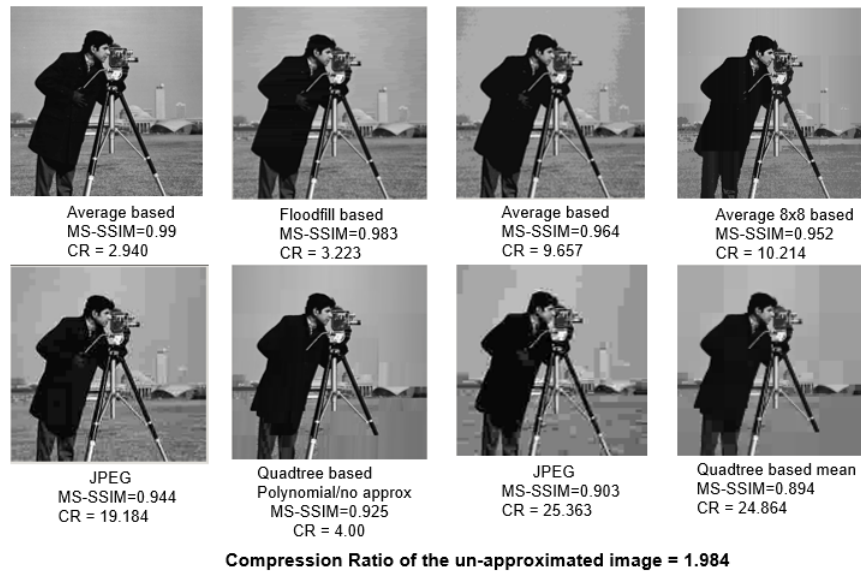 Average based
MS-SSIM=0.99
CR = 2.940
Floodfill based
MS-SSIM=0.983
CR = 3.223
Average based
MS-SSIM=0.964
CR = 9.657
Average 8x8 based
MS-SSIM=0.952
CR = 10.214
JPEG
MS-SSIM=0.944
CR = 19.184
Quadtree based
Polynomial/no approx
MS-SSIM=0.925
CR = 4.00
JPEG
MS-SSIM=0.903
CR = 25.363
Quadtree based mean
MS-SSIM=0.894
CR = 24.864
Compression Ratio of the un-approximated image = 1.984